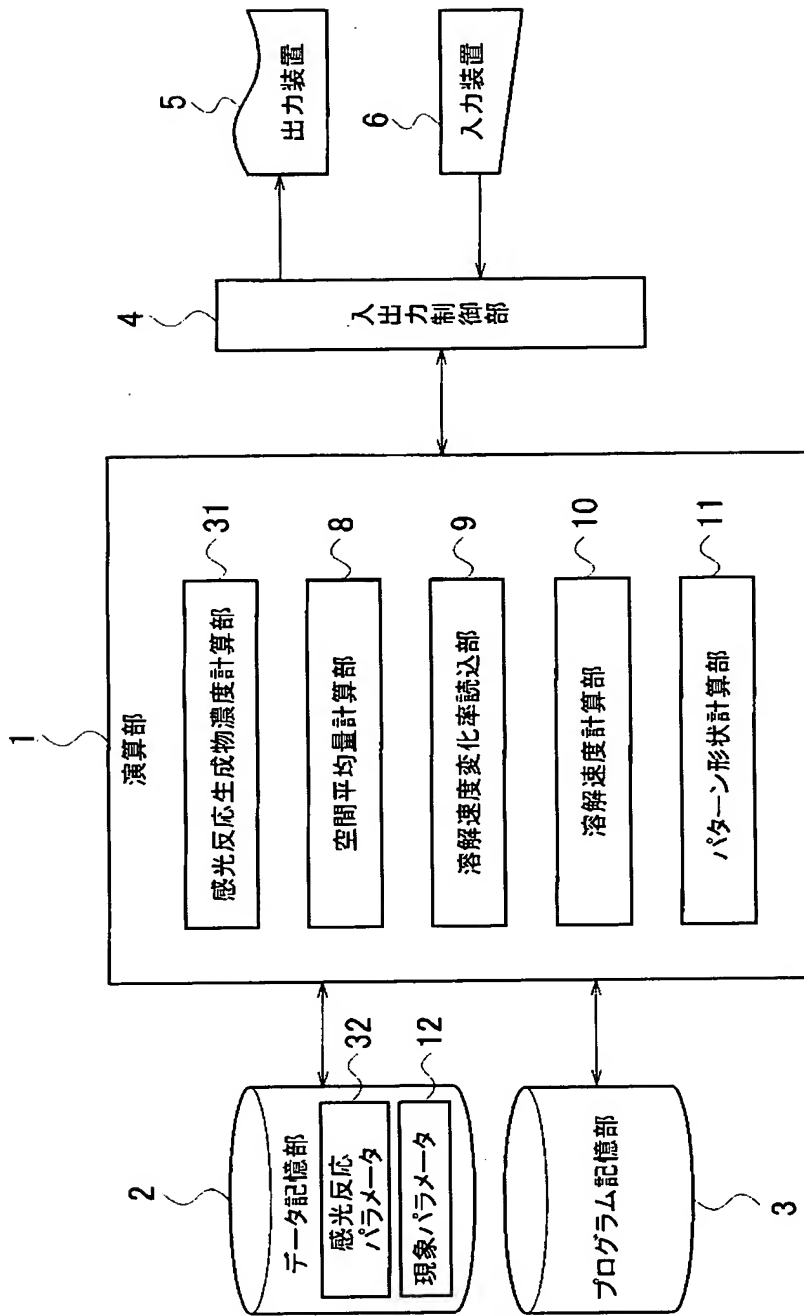 1
演算部
感光反応生成物濃度計算部
31
空間平均量計算部
8
溶解速度変化率読込部
9
溶解速度計算部
10
パターン形状計算部
11
2
データ記憶部
感光反応
パラメータ
32
現象パラメータ
12
プログラム記憶部
3
4
入出力制御部
5
出力装置
6
入力装置